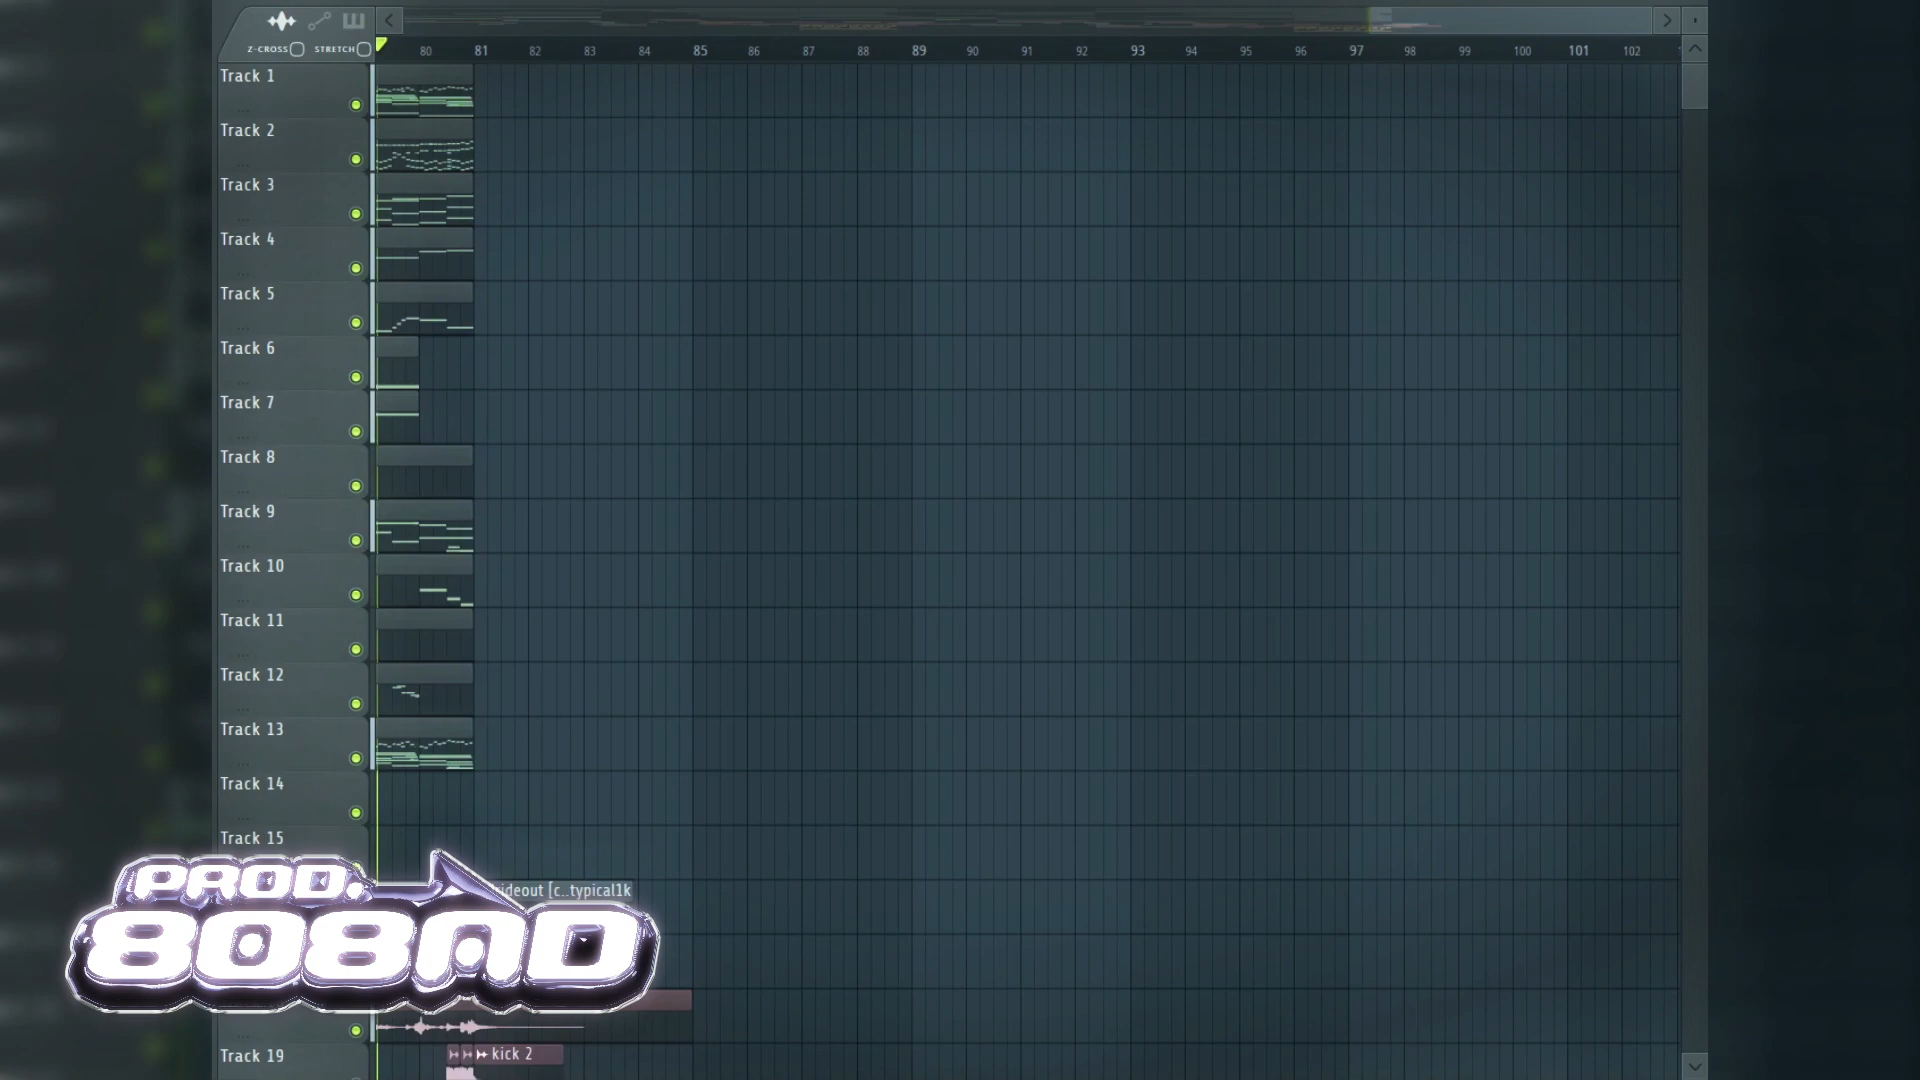 Z-CROSS STRETCH
80 81 82 83 84 85 86 87 88 89 90 91 92 93 94 95 96 97 98 99 100 101 102
Track 1
Track 2
Track 3
Track 4
Track 5
Track 6
Track 7
Track 8
Track 9
Track 10
Track 11
Track 12
Track 13
Track 14
Track 15
rideout [c..typical1k
PROD.
808AD
Track 19
kick 2